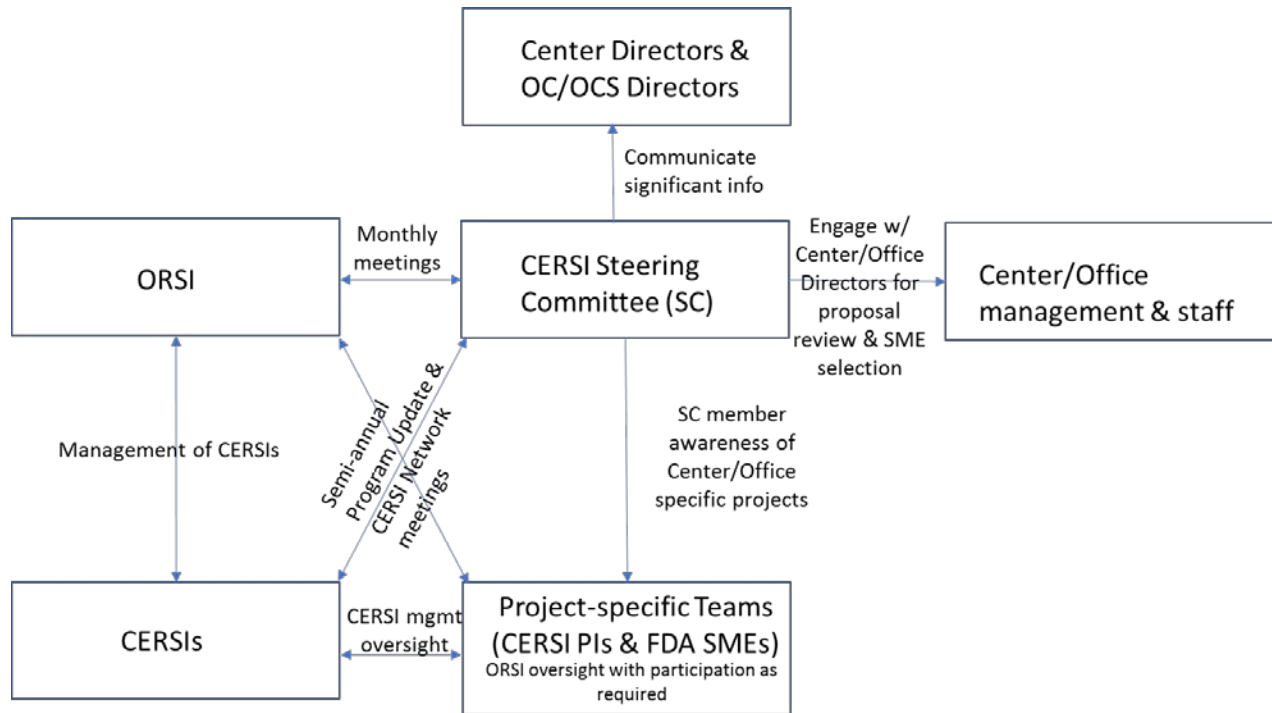 Center Directors &
OC/OCS Directors
Communicate
significant info
ORSI
Monthly
meetings
CERSI Steering
Committee (SC)
Engage w/
Center/Office
Directors for
proposal
review & SME
selection
Center/Office
management & staff
Management of CERSIs
Semi-annual
Program Update &
CERSI Network
meetings
SC member
awareness of
Center/Office
specific projects
CERSIs
CERSI mgmt
oversight
Project-specific Teams
(CERSI PIs & FDA SMEs)
ORSI oversight with participation as
required